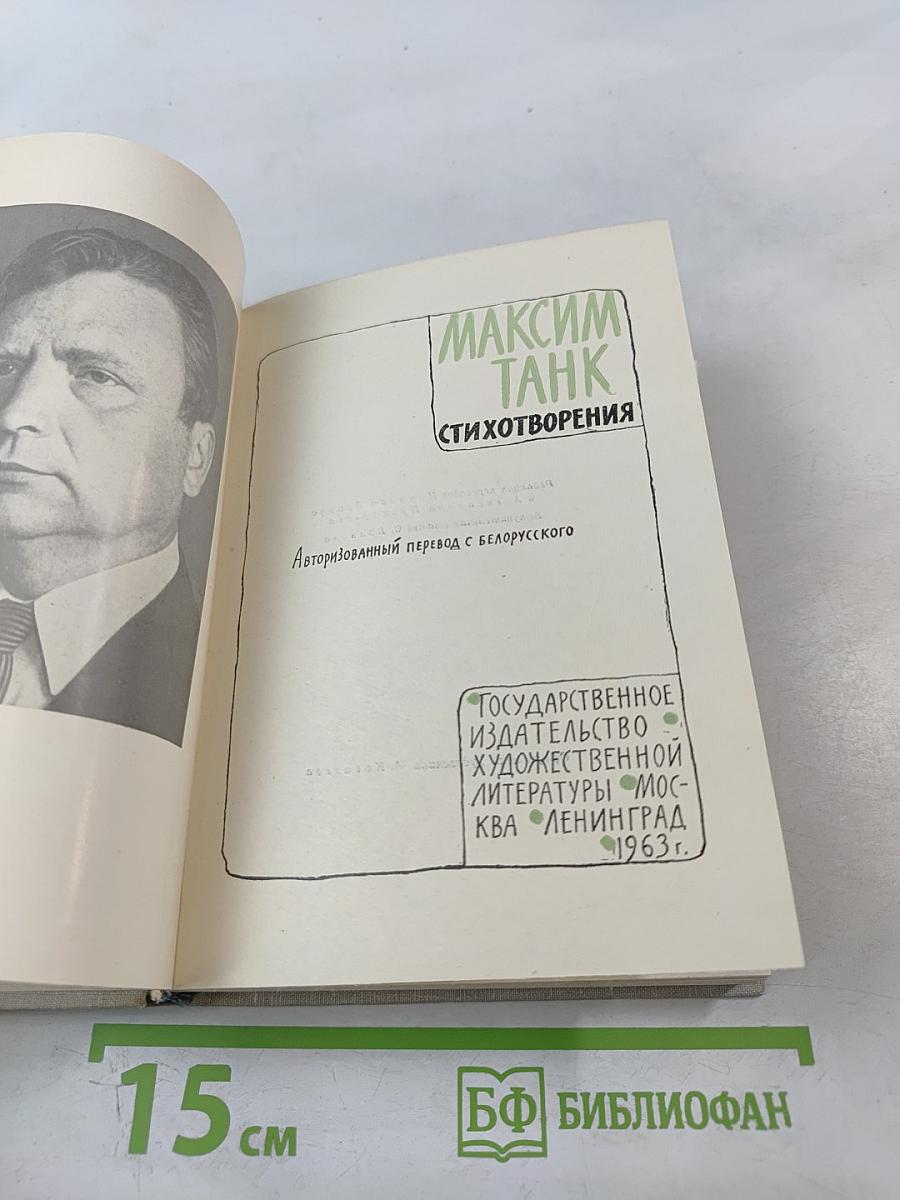 МАКСИМ
ТАНК
СТИХОТВОРЕНИЯ
Авторизованный перевод с белорусского
ГОСУДАРСТВЕННОЕ
ИЗДАТЕЛЬСТВО
ХУДОЖЕСТВЕННОЙ
ЛИТЕРАТУРЫ МОС-
КВА ЛЕНИНГРАД
1963 г.
15 см
БФ БИБЛИОФАН